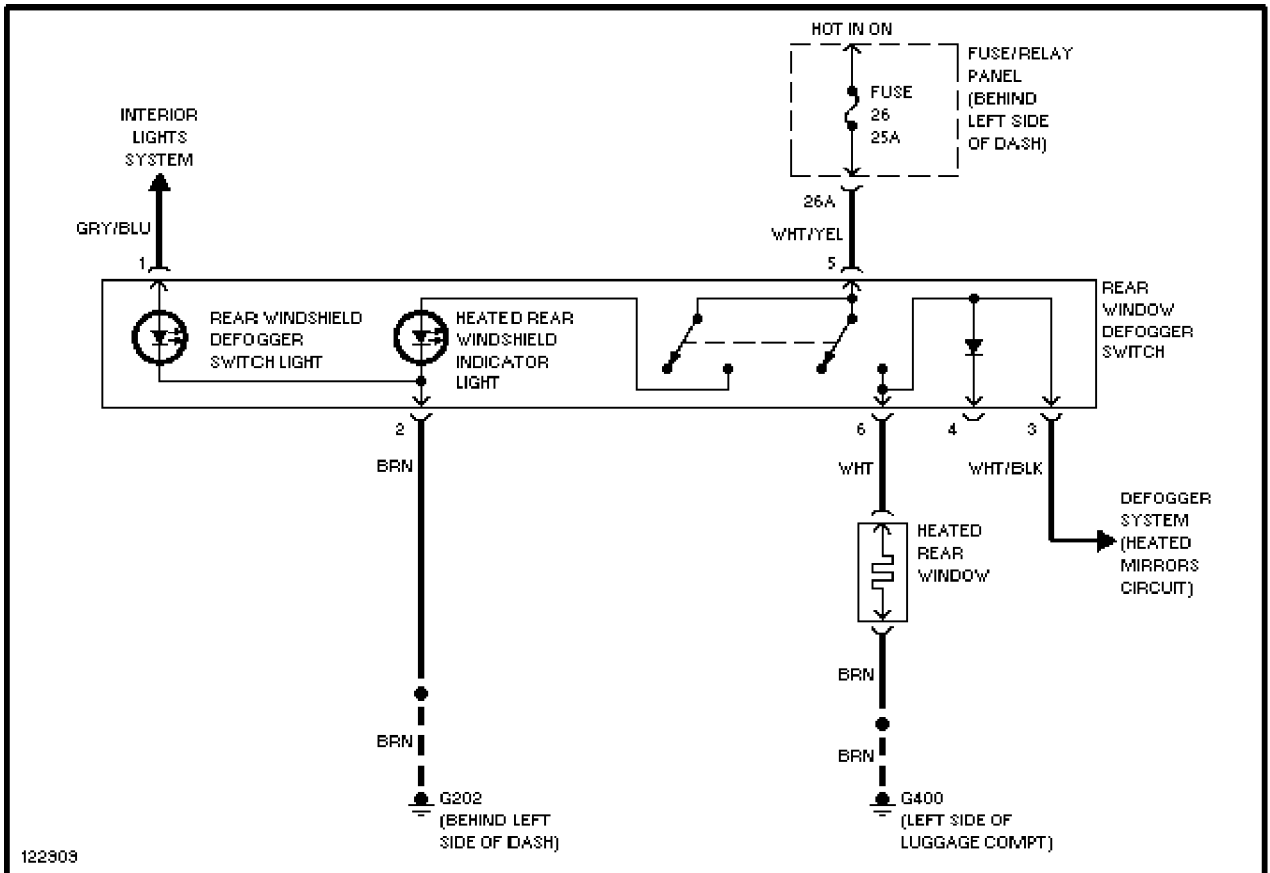 HOT IN ON
FUSE/RELAY
PANEL
(BEHIND
LEFT SIDE
OF DASH)
FUSE
26
25A
INTERIOR
LIGHTS
SYSTEM
26A
GRY/BLU
WHT/YEL
1
5
REAR WINDSHIELD
DEFOGGER
SWITCH LIGHT
HEATED REAR
WINDSHIELD
INDICATOR
LIGHT
REAR
WINDOW
DEFOGGER
SWITCH
2
6
4
3
BRN
WHT
WHT/BLK
DEFOGGER
SYSTEM
(HEATED
MIRRORS
CIRCUIT)
HEATED
REAR
WINDOW
BRN
BRN
BRN
G202
(BEHIND LEFT
SIDE OF DASH)
G400
(LEFT SIDE OF
LUGGAGE COMPT)
122909